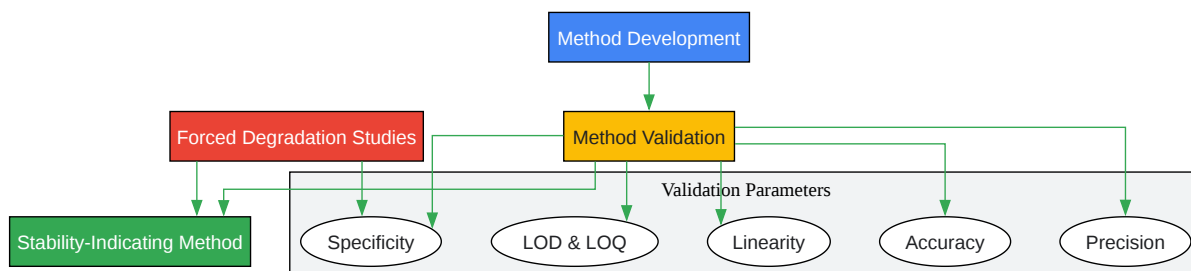 Method Development
Forced Degradation Studies
Method Validation
Validation Parameters
Stability-Indicating Method
Specificity
LOD & LOQ
Linearity
Accuracy
Precision